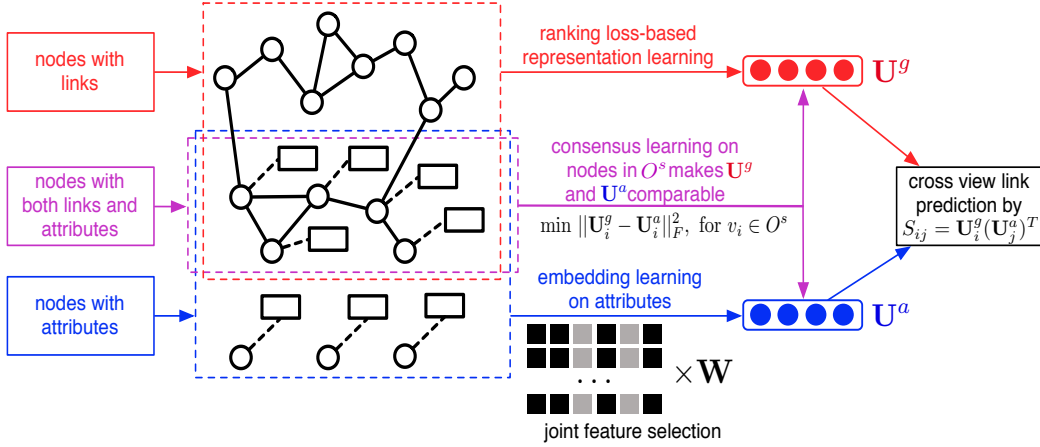 nodes with
links
ranking loss-based
representation learning
U^g
nodes with
both links and
attributes
consensus learning on
nodes in O^s makes U^g
and U^a comparable
min ||U_i^g − U_i^a||_F^2, for v_i ∈ O^s
cross view link
prediction by
S_{ij} = U_i^g(U_j^a)^T
nodes with
attributes
embedding learning
on attributes
U^a
...
× W
joint feature selection